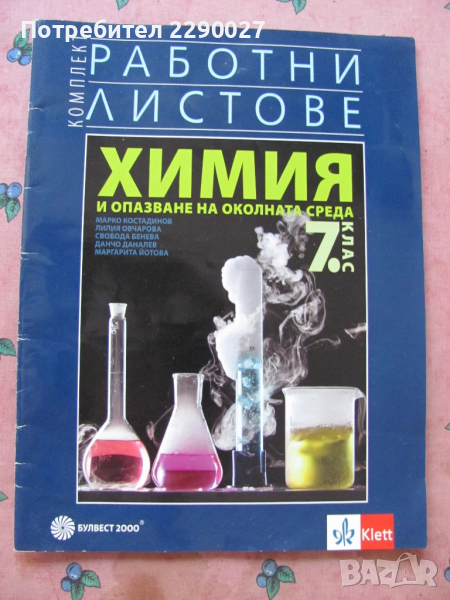 Потребител 2290027
КОМПЛЕКТ
РАБОТНИ
ЛИСТОВЕ
ХИМИЯ
И ОПАЗВАНЕ НА ОКОЛНАТА СРЕДА
МАРКО КОСТАДИНОВ
ЛИЛИЯ ОВЧАРОВА
СВОБОДА БЕНЕВА
ДАНЧО ДАНАЛЕВ
МАРГАРИТА ЙОТОВА
7. КЛАС
БУЛВЕСТ 2000®
Klett
BAZAR